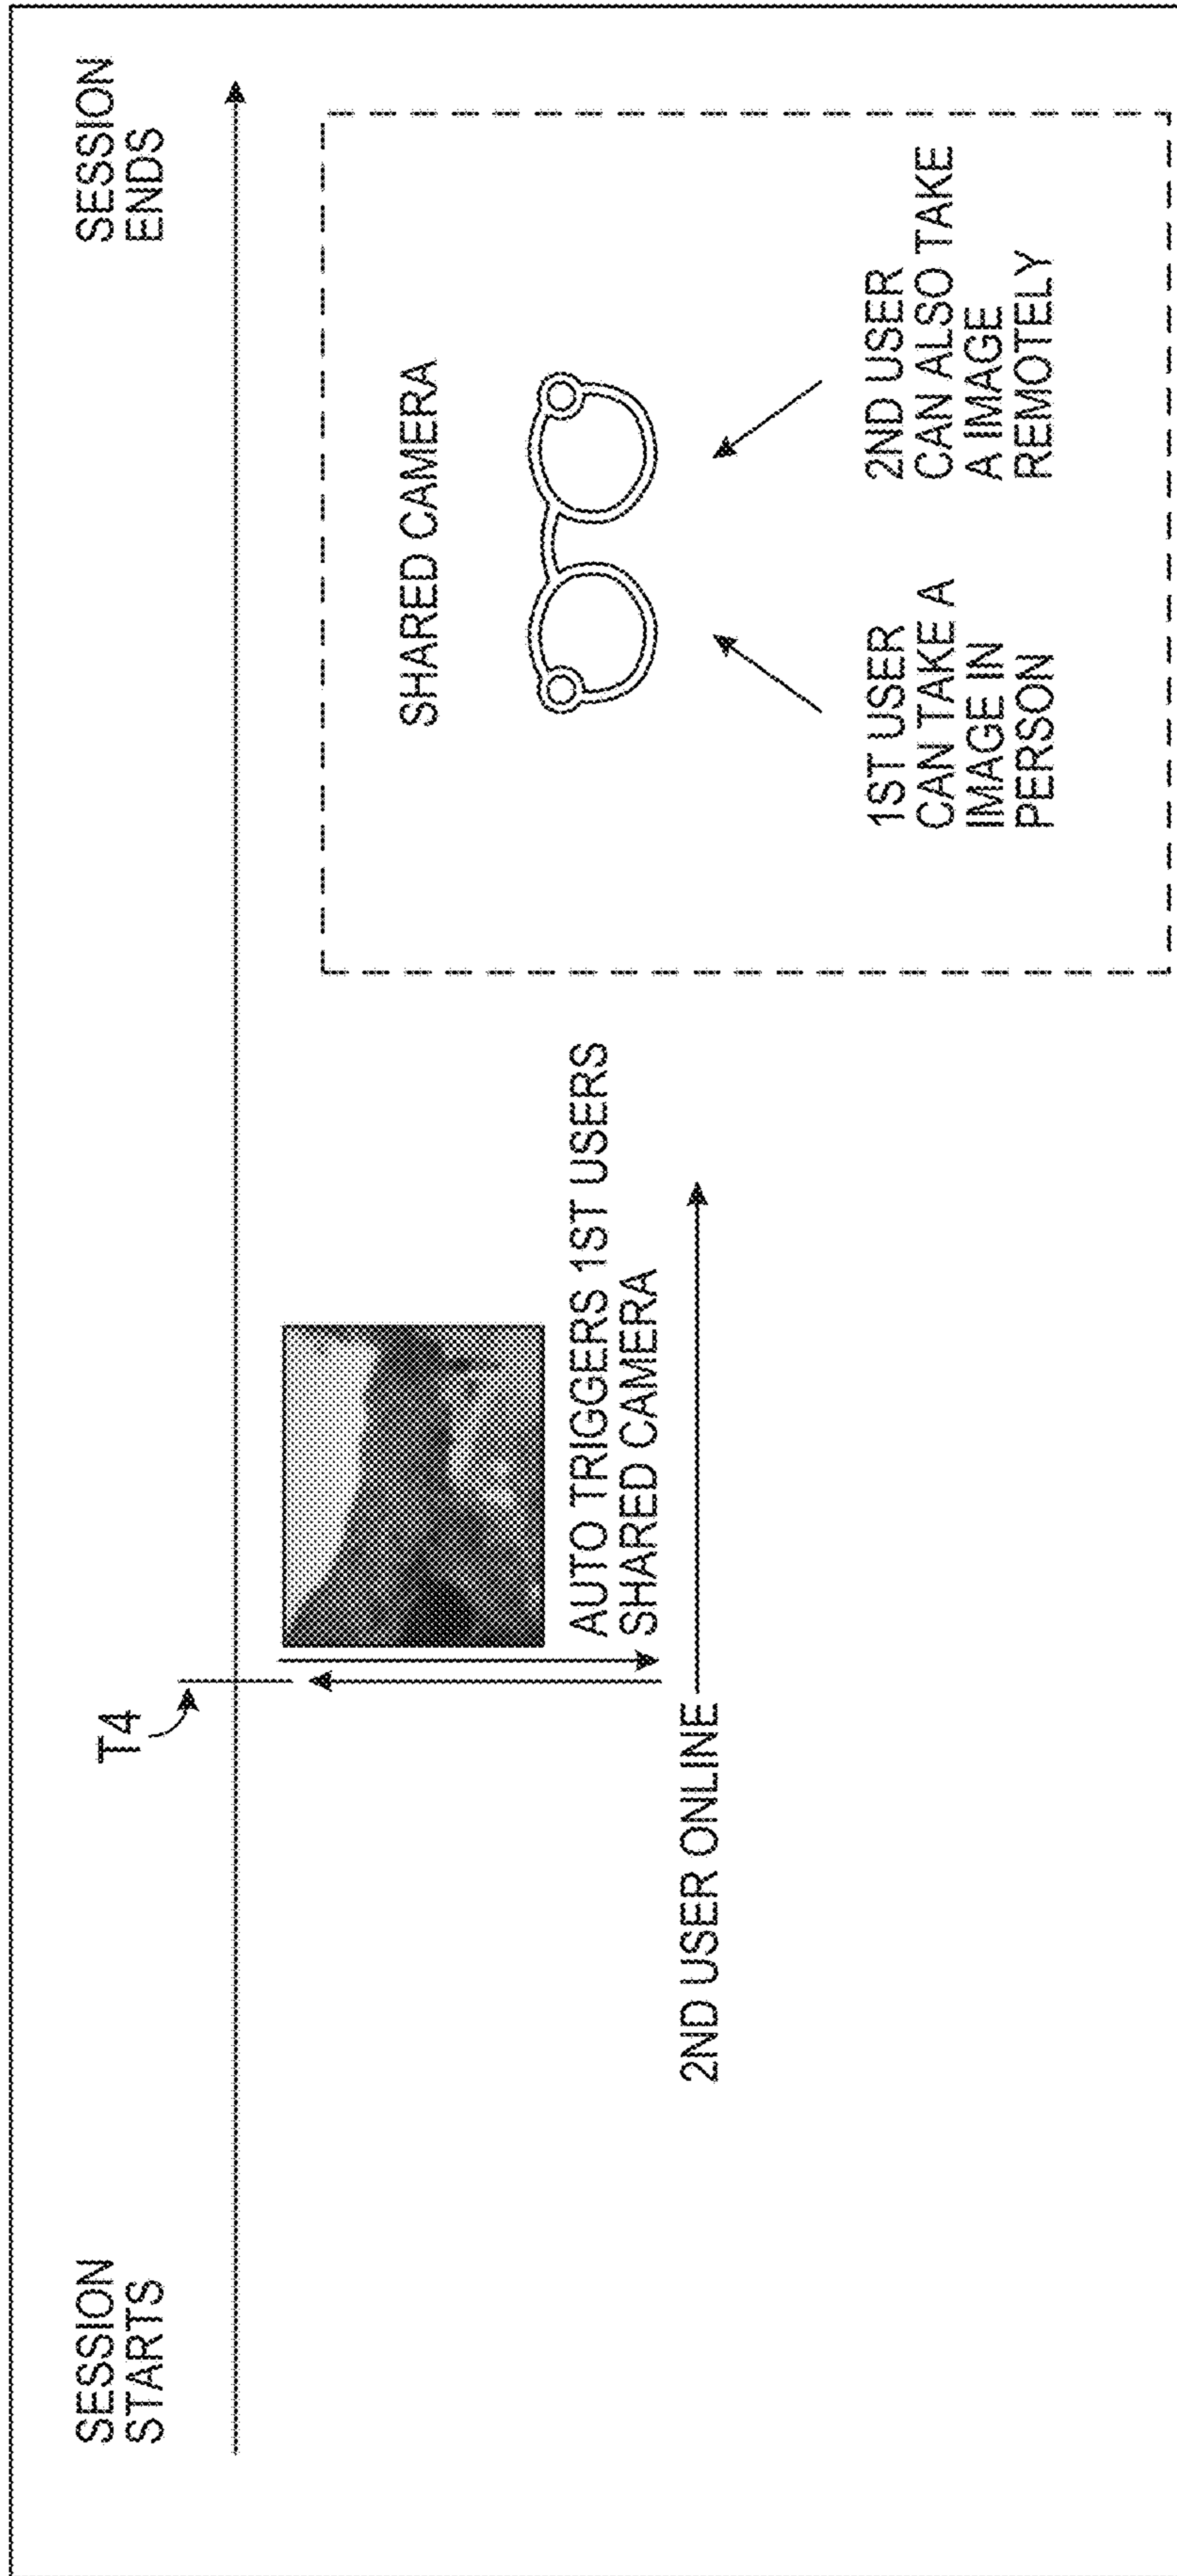 SESSION
STARTS
SESSION
ENDS
T4
AUTO TRIGGERS 1ST USERS
SHARED CAMERA
2ND USER ONLINE
SHARED CAMERA
1ST USER
CAN TAKE A
IMAGE IN
PERSON
2ND USER
CAN ALSO TAKE
A IMAGE
REMOTELY